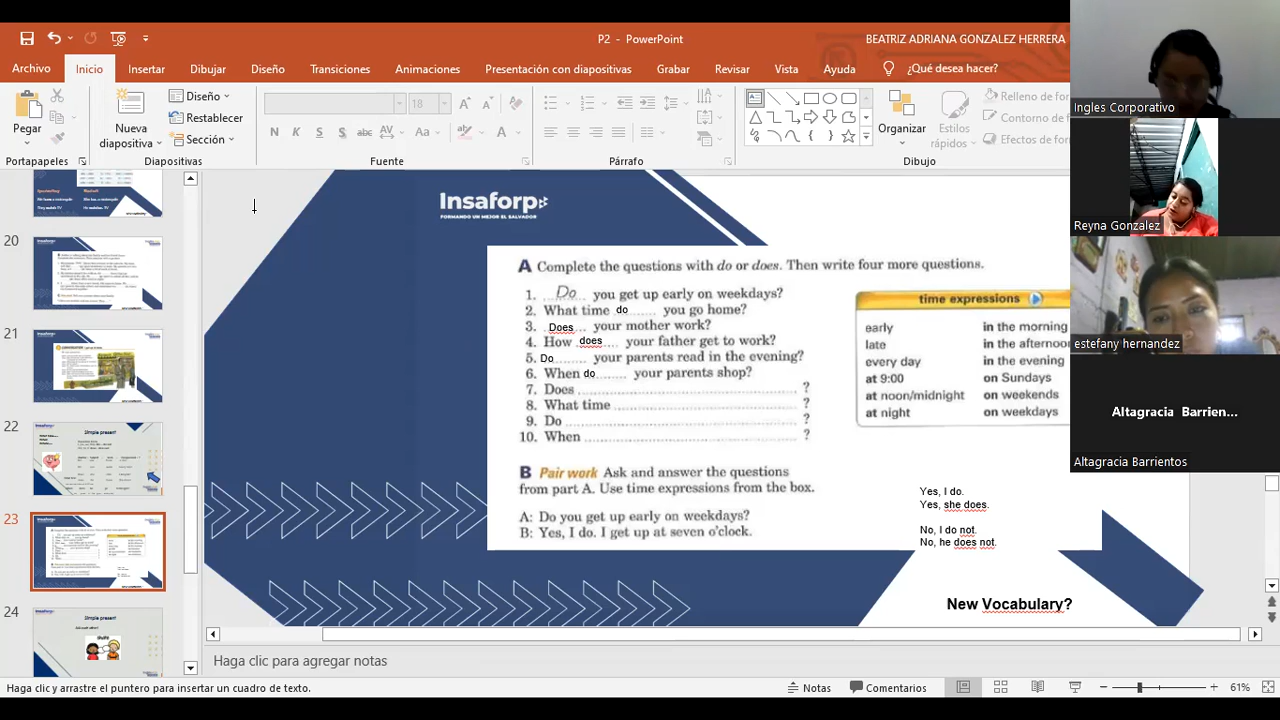 P2 - PowerPoint
BEATRIZ ADRIANA GONZALEZ HERRERA
Archivo Inicio Insertar Dibujar Diseño Transiciones Animaciones Presentación con diapositivas Grabar Revisar Vista Ayuda ¿Qué desea hacer?
Pegar
Nueva diapositiva
Diseño
Restablecer
Sección
18
N K S S abc AV Aa A
Organizar
Estilos rápidos
Relleno de
Contorno de
Efectos de
Portapapeles Diapositivas Fuente Párrafo Dibujo
20
21
22
23
24
Simple present
Simple present
Insaforp
FORMANDO UN MEJOR EL SALVADOR
A Complete the questions with do or does. Then write four more questions.
1. Do you get up early on weekdays?
2. What time do you go home?
3. Does your mother work?
4. How does your father get to work?
5. Do your parents read in the evening?
6. When do your parents shop?
7. Does ?
8. What time ?
9. Do ?
10. When ?
time expressions
early in the morning
late in the afternoo
every day in the evening
at 9:00 on Sundays
at noon/midnight on weekends
at night on weekdays
B Pair work Ask and answer the questions
from part A. Use time expressions from the box.
A: Do you get up early on weekdays?
B: Yes, I do. I get up at seven o'clock.
Yes, I do.
Yes, she does.
No, I do not.
No, he does not.
New Vocabulary?
Haga clic para agregar notas
Haga clic y arrastre el puntero para insertar un cuadro de texto.
Notas Comentarios 61%
Ingles Corporativo
Reyna Gonzalez
estefany hernandez
Altagracia Barrien...
Altagracia Barrientos